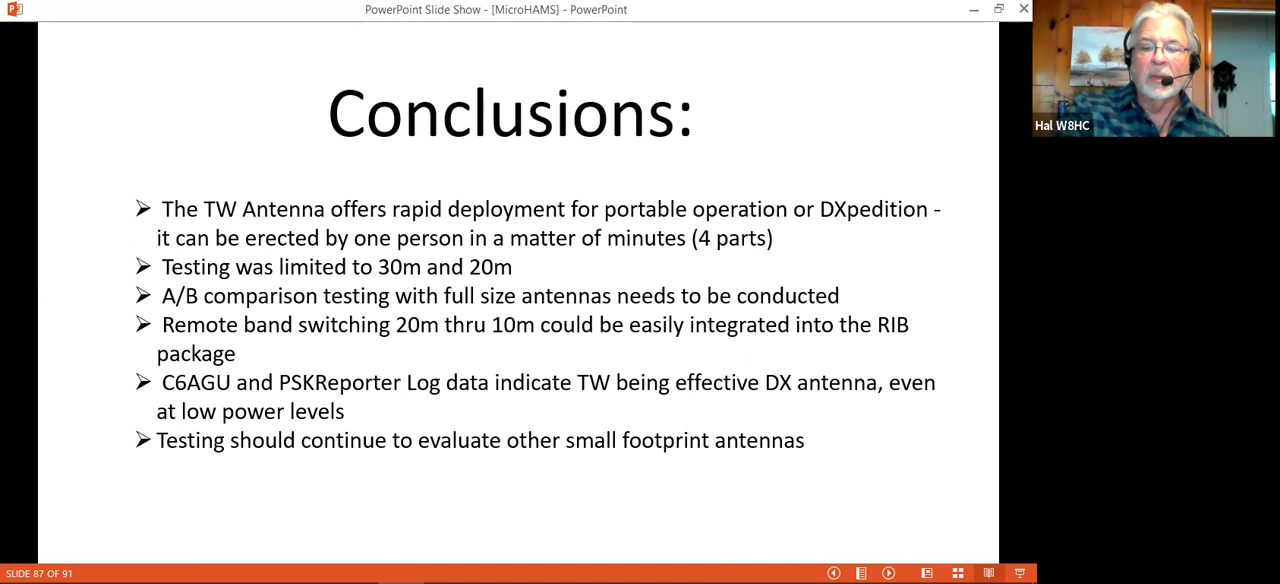 PowerPoint Slide Show - [MicroHAMS] - PowerPoint
Hal W8HC
Conclusions:
➢ The TW Antenna offers rapid deployment for portable operation or DXpedition -
it can be erected by one person in a matter of minutes (4 parts)
➢ Testing was limited to 30m and 20m
➢ A/B comparison testing with full size antennas needs to be conducted
➢ Remote band switching 20m thru 10m could be easily integrated into the RIB
package
➢ C6AGU and PSKReporter Log data indicate TW being effective DX antenna, even
at low power levels
➢ Testing should continue to evaluate other small footprint antennas
SLIDE 87 OF 91